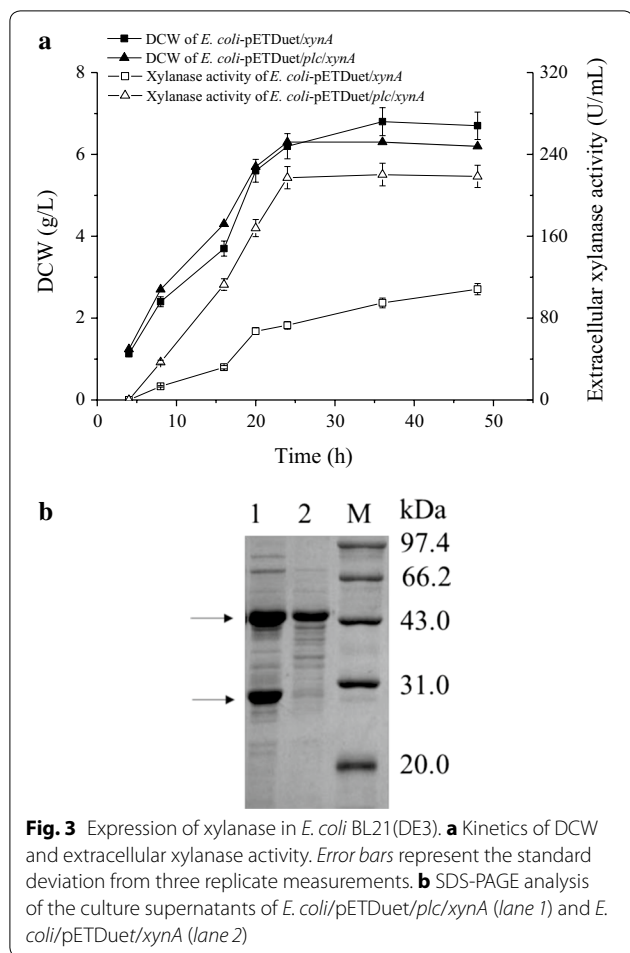 a
DCW of E. coli-pETDuet/xynA
DCW of E. coli-pETDuet/plc/xynA
Xylanase activity of E. coli-pETDuet/xynA
Xylanase activity of E. coli-pETDuet/plc/xynA
8
6
4
2
0
DCW (g/L)
320
240
160
80
0
Extracellular xylanase activity (U/mL)
0 10 20 30 40 50
Time (h)
b
1 2 M kDa
97.4
66.2
43.0
31.0
20.0
Fig. 3 Expression of xylanase in E. coli BL21(DE3). a Kinetics of DCW
and extracellular xylanase activity. Error bars represent the standard
deviation from three replicate measurements. b SDS-PAGE analysis
of the culture supernatants of E. coli/pETDuet/plc/xynA (lane 1) and E.
coli/pETDuet/xynA (lane 2)